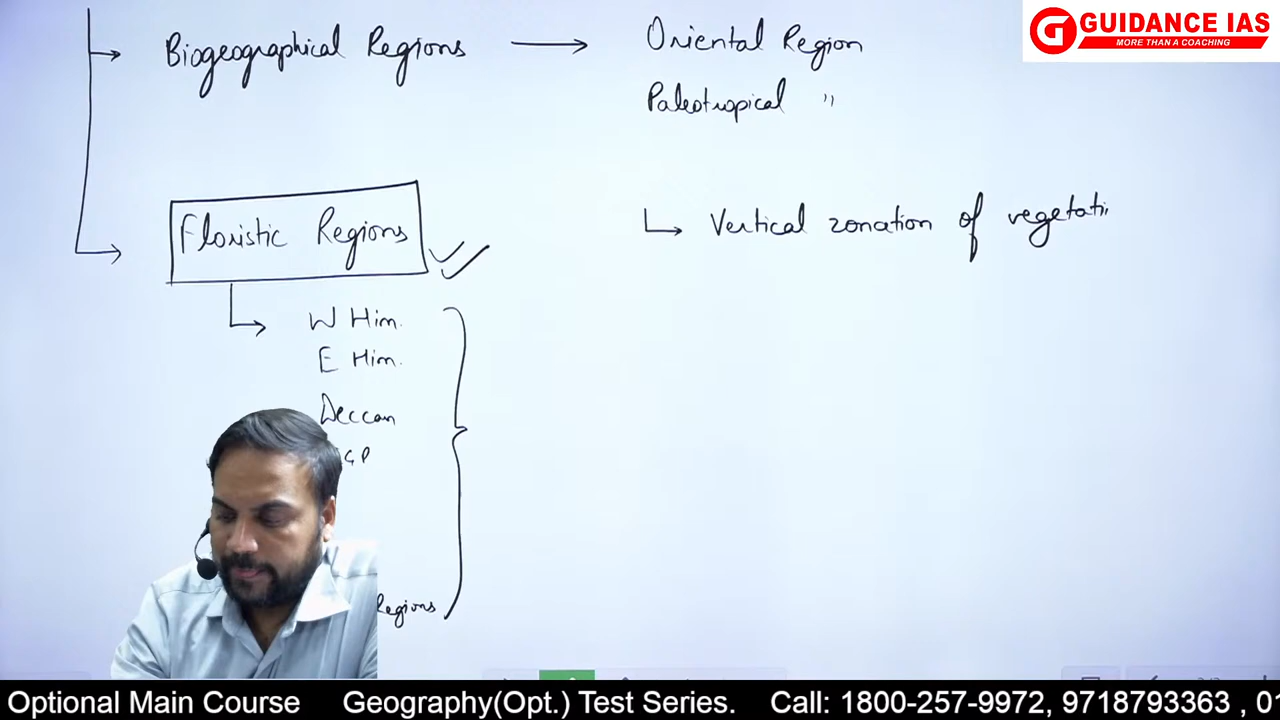 Biogeographical Regions → Oriental Region
Paleotropical "
Floristic Regions
Vertical zonation of vegetati
W Him.
E Him.
Deccan
GP
Regions
GUIDANCE IAS
MORE THAN A COACHING
Optional Main Course Geography(Opt.) Test Series. Call: 1800-257-9972, 9718793363 , 01